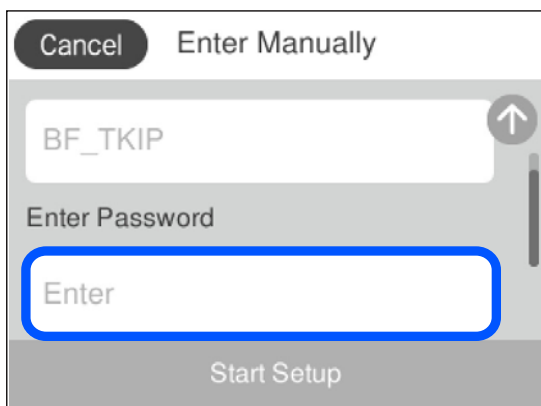 Cancel Enter Manually
BF_TKIP
Enter Password
Enter
Start Setup